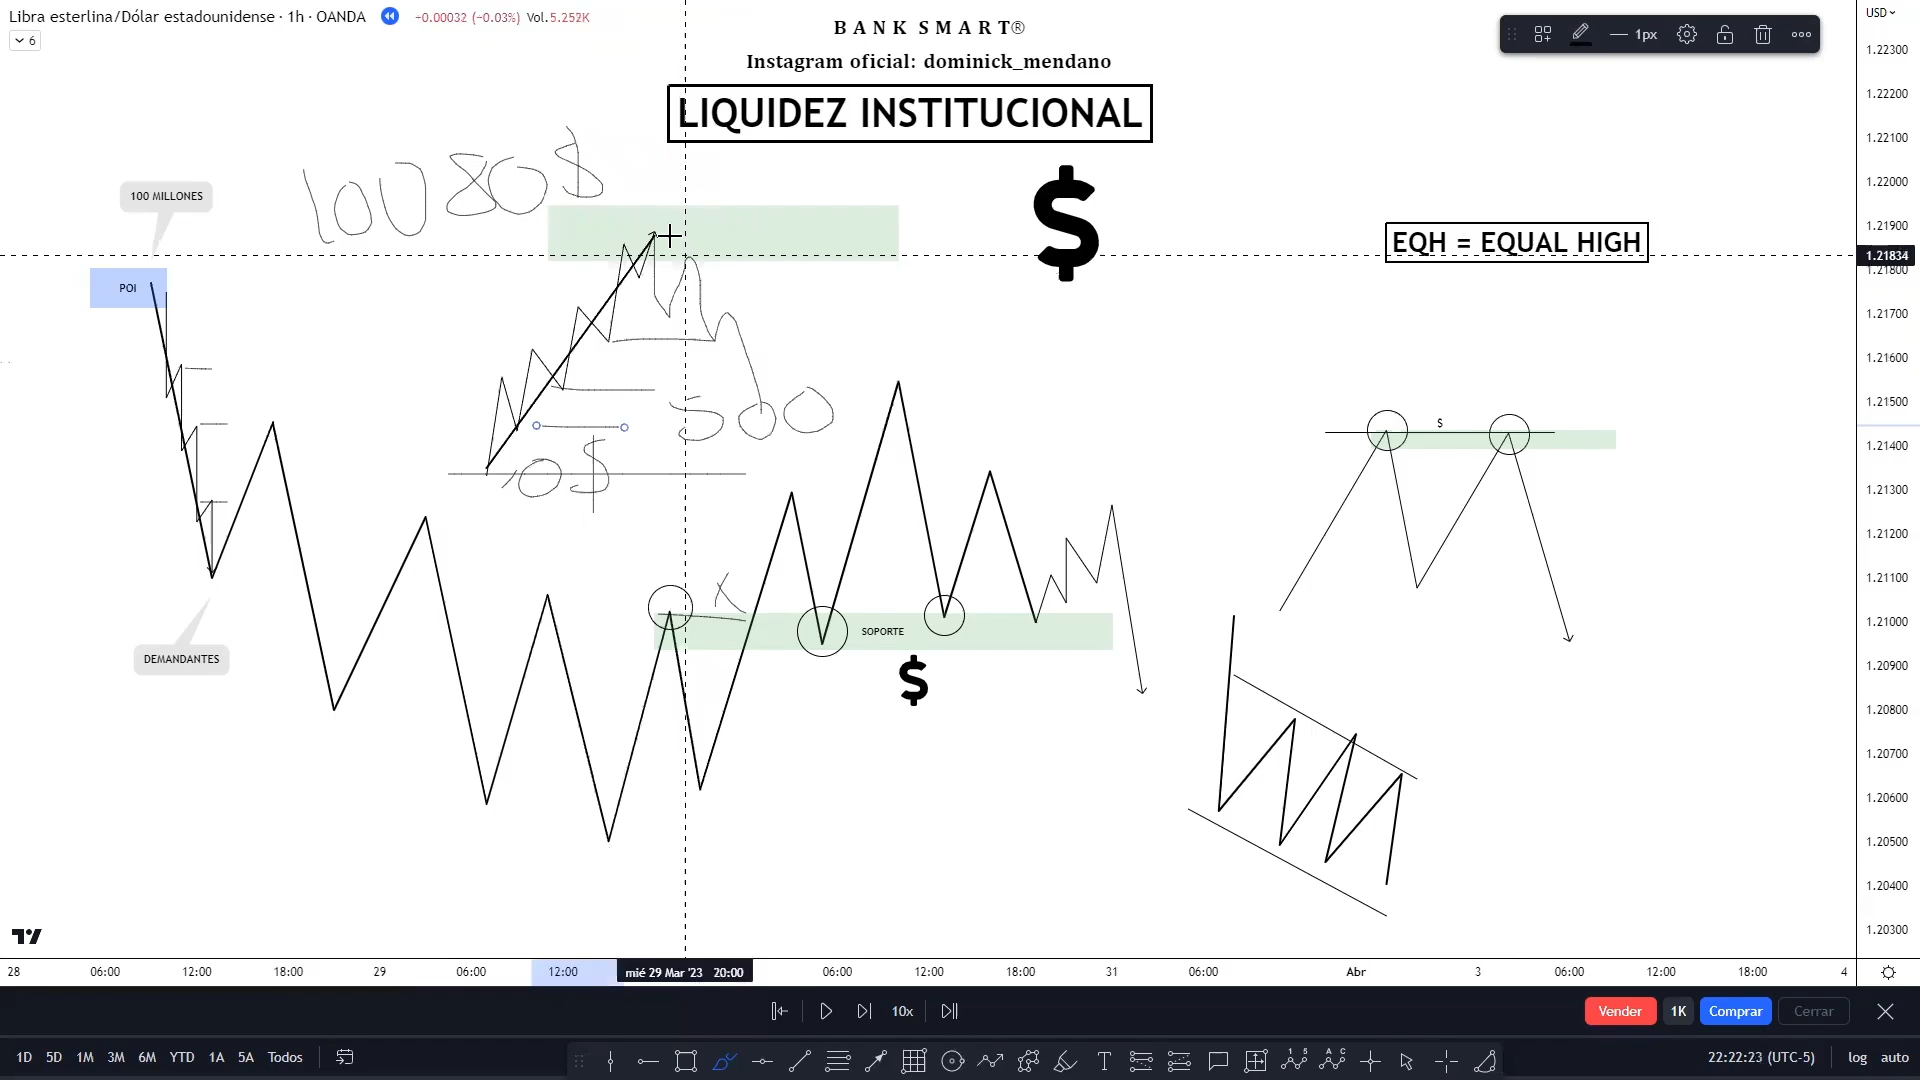 Libra esterlina/Dólar estadounidense · 1h · OANDA
−0.00032 (−0.03%) Vol.5.252K
6
B A N K S M A R T®
Instagram oficial: dominick_mendano
LIQUIDEZ INSTITUCIONAL
1px
USD
100 80$
100 MILLONES
POI
DEMANDANTES
$
EQH = EQUAL HIGH
500
10$
$
x
SOPORTE
$
1.22300
1.22200
1.22100
1.22000
1.21900
1.21834
1.21800
1.21700
1.21600
1.21500
1.21400
1.21300
1.21200
1.21100
1.21000
1.20900
1.20800
1.20700
1.20600
1.20500
1.20400
1.20300
28 06:00 12:00 18:00 29 06:00 12:00 mié 29 Mar '23 20:00 06:00 12:00 18:00 31 06:00 Abr 3 06:00 12:00 18:00 4
10x
Vender 1K Comprar Cerrar
1D 5D 1M 3M 6M YTD 1A 5A Todos
22:22:23 (UTC-5) log auto